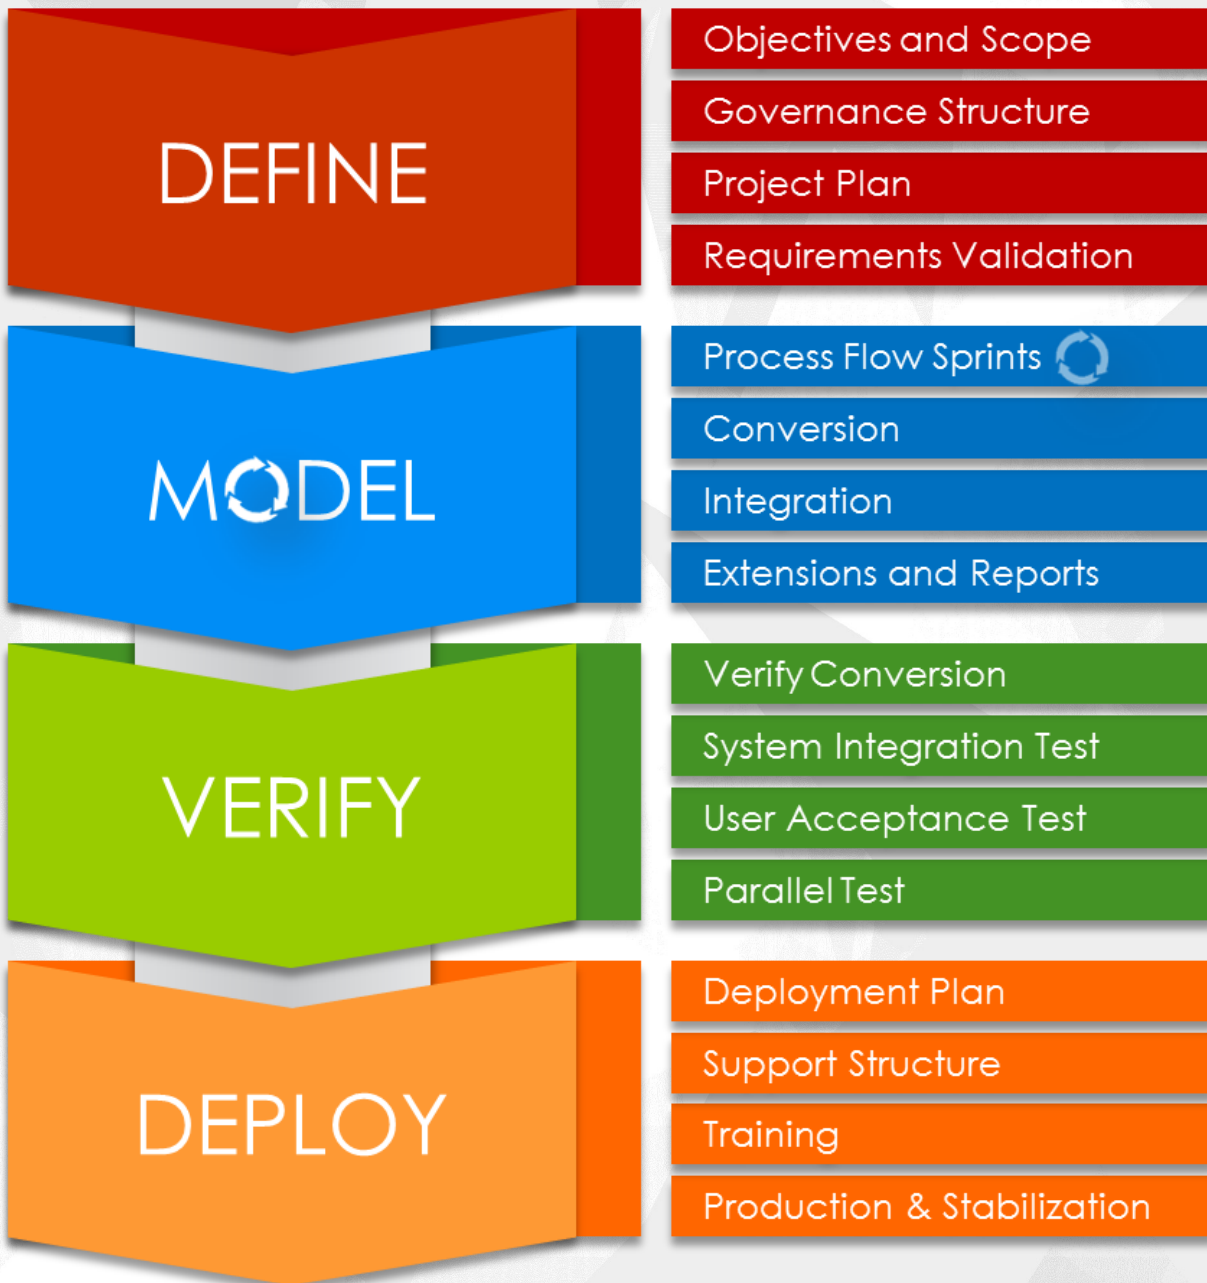 DEFINE
Objectives and Scope
Governance Structure
Project Plan
Requirements Validation
MODEL
Process Flow Sprints
Conversion
Integration
Extensions and Reports
VERIFY
Verify Conversion
System Integration Test
User Acceptance Test
Parallel Test
DEPLOY
Deployment Plan
Support Structure
Training
Production & Stabilization